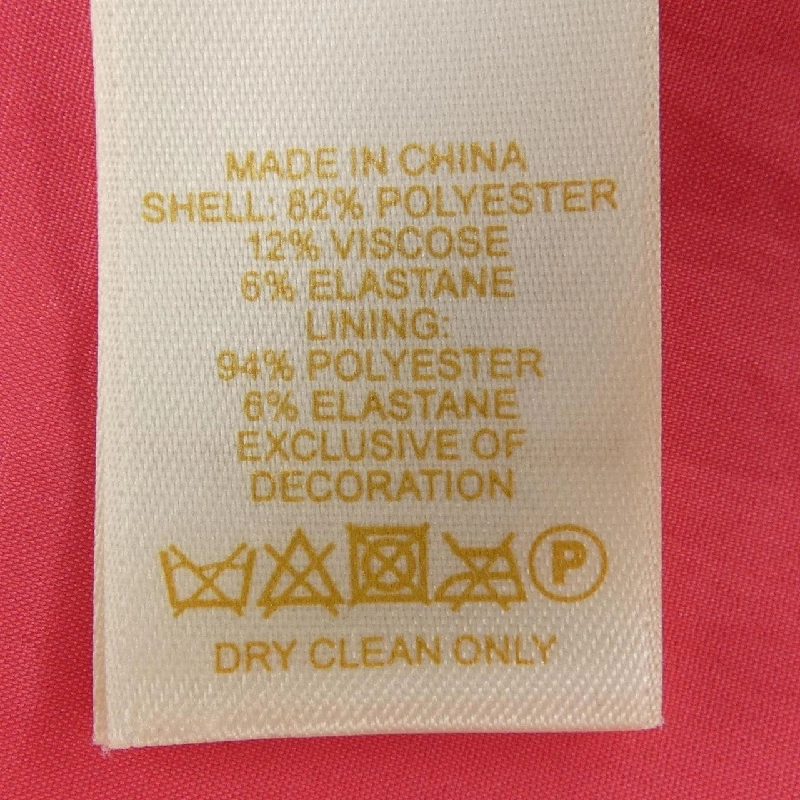 MADE IN CHINA
SHELL: 82% POLYESTER
12% VISCOSE
6% ELASTANE
LINING:
94% POLYESTER
6% ELASTANE
EXCLUSIVE OF
DECORATION
P
DRY CLEAN ONLY